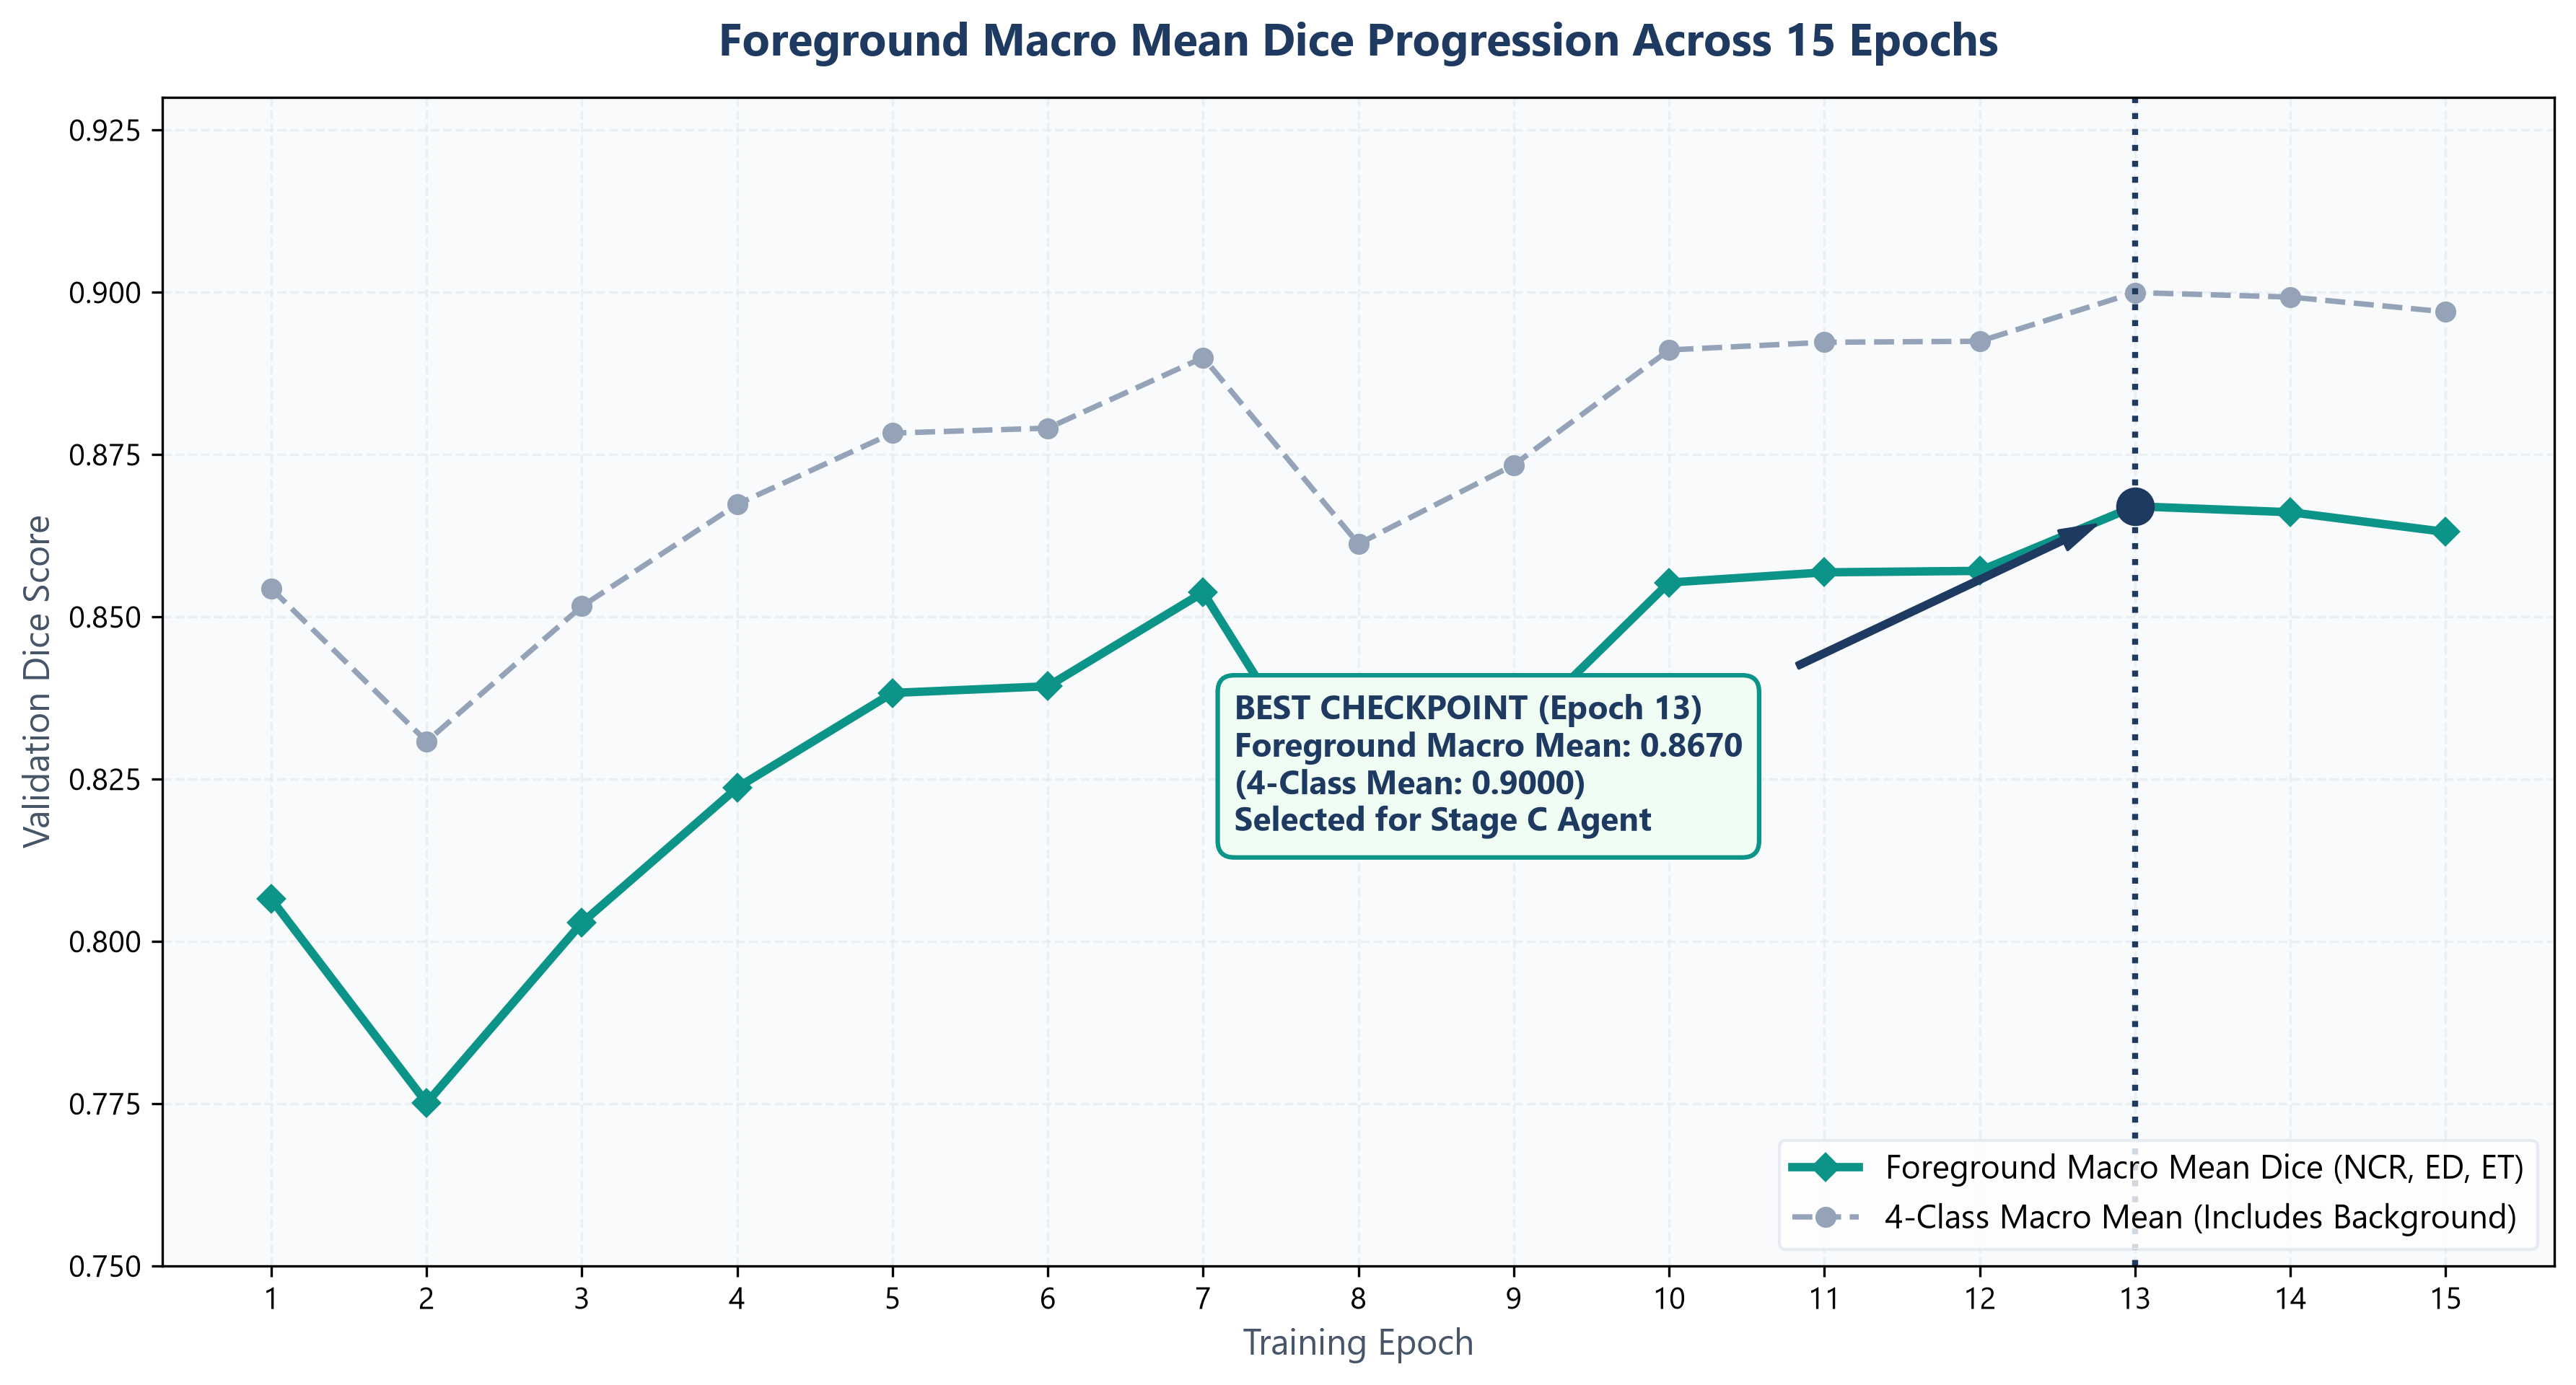 Foreground Macro Mean Dice Progression Across 15 Epochs
Validation Dice Score
0.925
0.900
0.875
0.850
0.825
0.800
0.775
0.750
BEST CHECKPOINT (Epoch 13)
Foreground Macro Mean: 0.8670
(4-Class Mean: 0.9000)
Selected for Stage C Agent
Foreground Macro Mean Dice (NCR, ED, ET)
4-Class Macro Mean (Includes Background)
1 2 3 4 5 6 7 8 9 10 11 12 13 14 15
Training Epoch